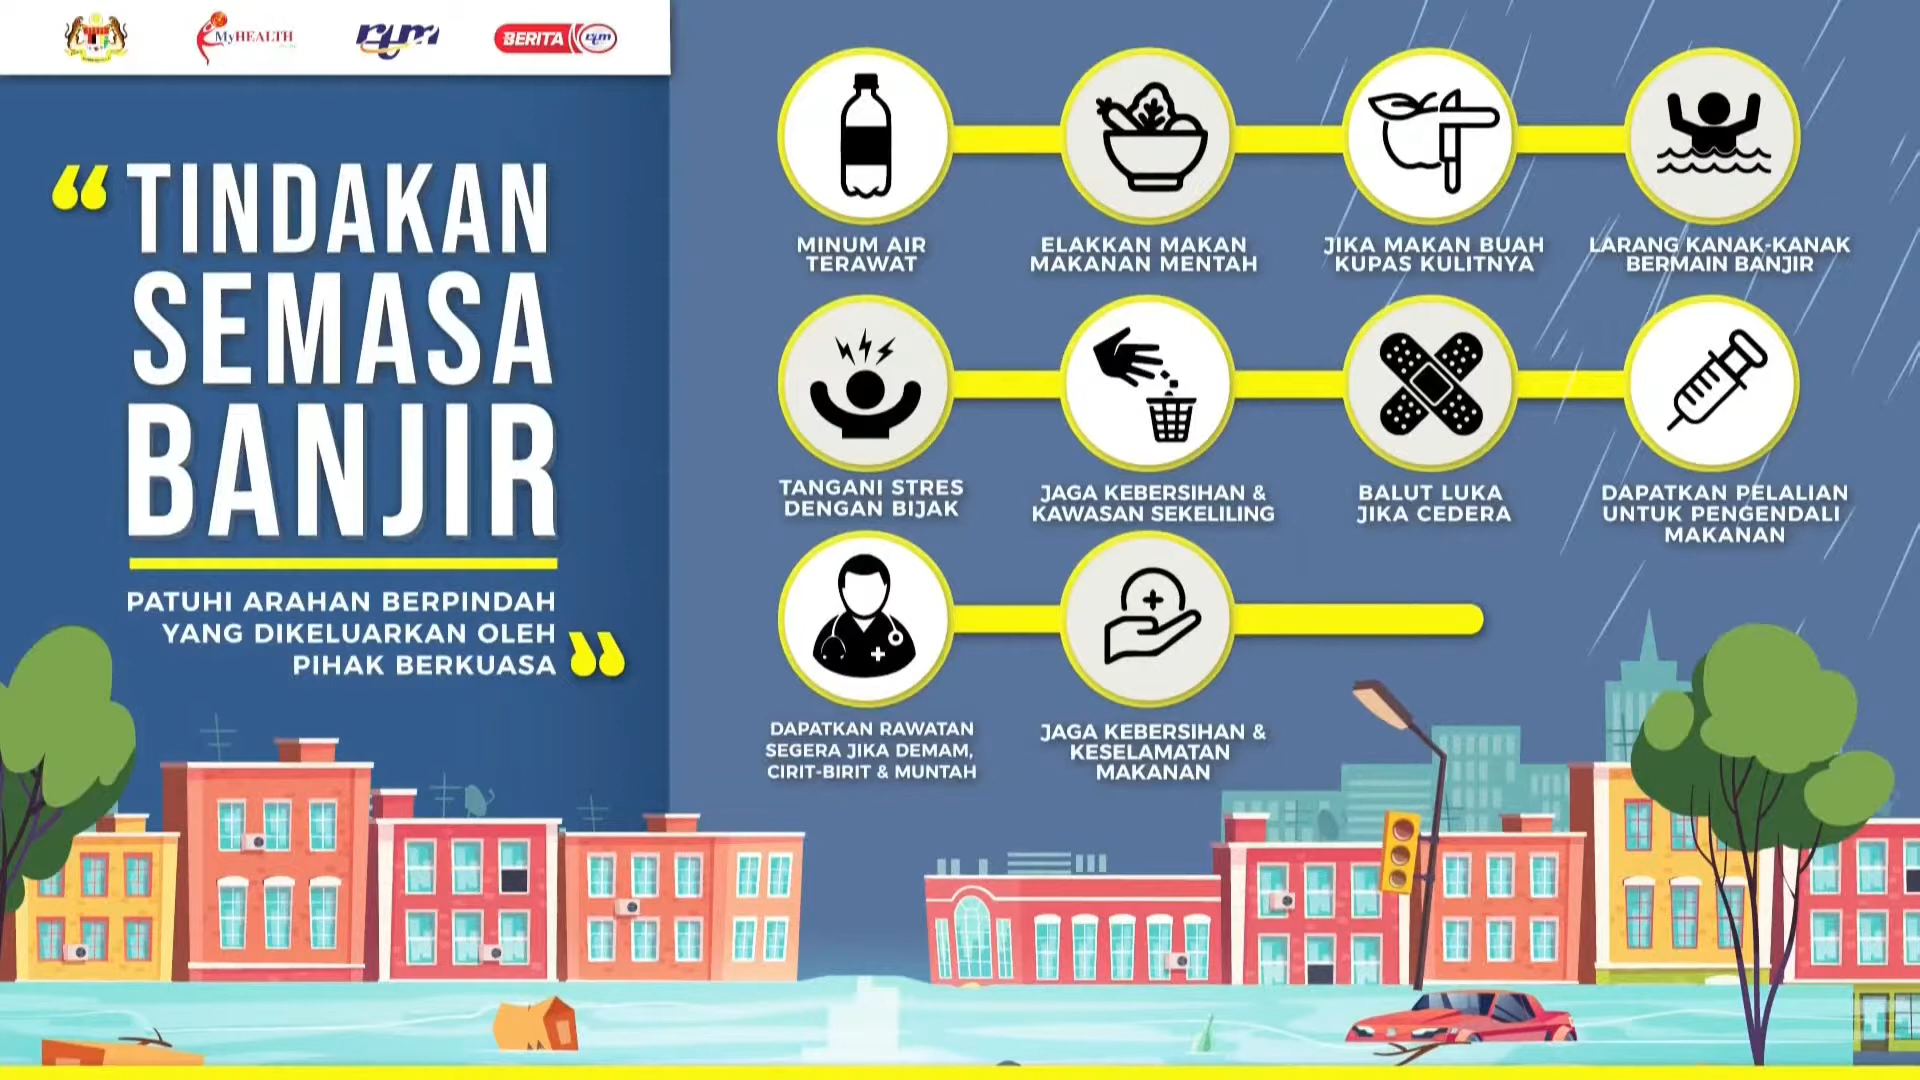 MyHEALTH
rtm
BERITA rtm
TINDAKAN
SEMASA
BANJIR
PATUHI ARAHAN BERPINDAH
YANG DIKELUARKAN OLEH
PIHAK BERKUASA
MINUM AIR
TERAWAT
ELAKKAN MAKAN
MAKANAN MENTAH
JIKA MAKAN BUAH
KUPAS KULITNYA
LARANG KANAK-KANAK
BERMAIN BANJIR
TANGANI STRES
DENGAN BIJAK
JAGA KEBERSIHAN &
KAWASAN SEKELILING
BALUT LUKA
JIKA CEDERA
DAPATKAN PELALIAN
UNTUK PENGENDALI
MAKANAN
DAPATKAN RAWATAN
SEGERA JIKA DEMAM,
CIRIT-BIRIT & MUNTAH
JAGA KEBERSIHAN &
KESELAMATAN
MAKANAN